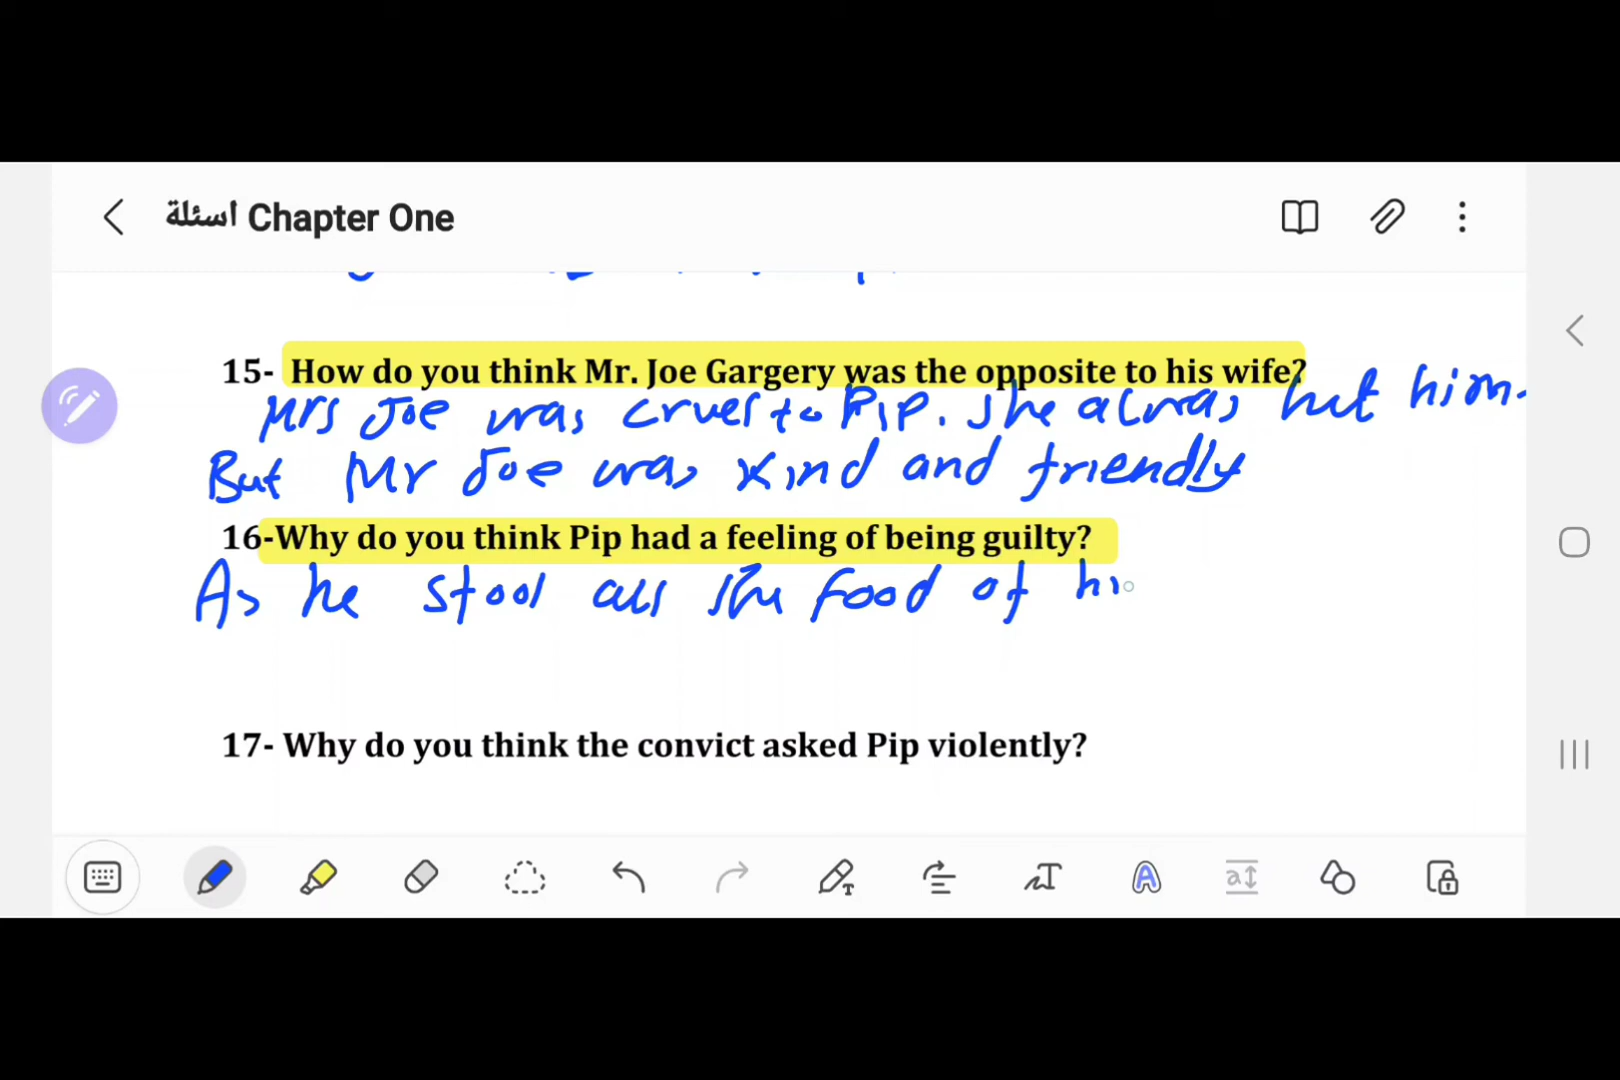 اسئلة Chapter One
15- How do you think Mr. Joe Gargery was the opposite to his wife?
Mrs Joe was cruel to Pip. She alwas hut him.
But Mr Joe was kind and friendly
16-Why do you think Pip had a feeling of being guilty?
As he stool all the food of hi
17- Why do you think the convict asked Pip violently?